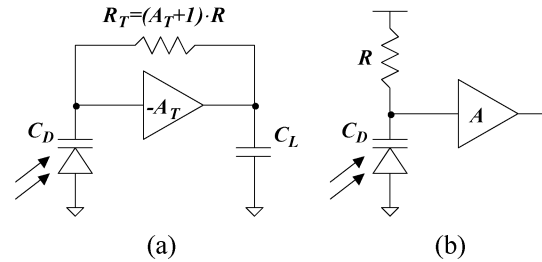 R_T=(A_T+1)·R
R
-A_T
A
C_D
C_L
C_D
(a)
(b)